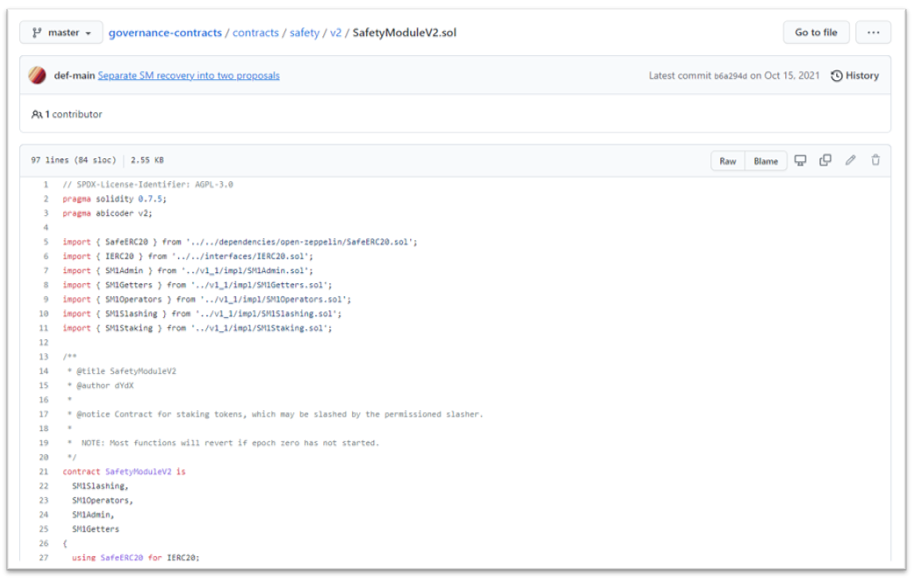 master governance-contracts / contracts / safety / v2 / SafetyModuleV2.sol Go to file ...
def-main Separate SM recovery into two proposals Latest commit b6a294d on Oct 15, 2021 History
1 contributor
97 lines (84 sloc) 2.55 KB Raw Blame
1 // SPDX-License-Identifier: AGPL-3.0
2 pragma solidity 0.7.5;
3 pragma abicoder v2;
4
5 import { SafeERC20 } from '../../dependencies/open-zeppelin/SafeERC20.sol';
6 import { IERC20 } from '../../interfaces/IERC20.sol';
7 import { SM1Admin } from '../v1_1/impl/SM1Admin.sol';
8 import { SM1Getters } from '../v1_1/impl/SM1Getters.sol';
9 import { SM1Operators } from '../v1_1/impl/SM1Operators.sol';
10 import { SM1Slashing } from '../v1_1/impl/SM1Slashing.sol';
11 import { SM1Staking } from '../v1_1/impl/SM1Staking.sol';
12
13 /**
14 * @title SafetyModuleV2
15 * @author dYdX
16 *
17 * @notice Contract for staking tokens, which may be slashed by the permissioned slasher.
18 *
19 * NOTE: Most functions will revert if epoch zero has not started.
20 */
21 contract SafetyModuleV2 is
22 SM1Slashing,
23 SM1Operators,
24 SM1Admin,
25 SM1Getters
26 {
27 using SafeERC20 for IERC20;